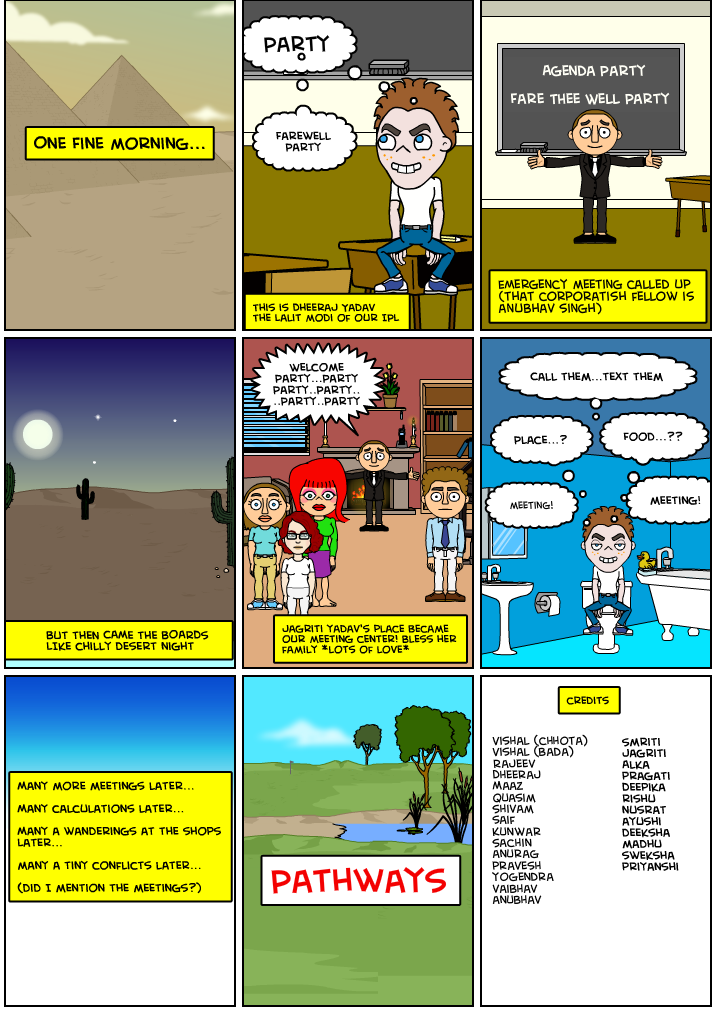 ONE FINE MORNING...
PARTY
FAREWELL
PARTY
THIS IS DHEERAJ YADAV
THE LALIT MODI OF OUR IPL
AGENDA PARTY
FARE THEE WELL PARTY
EMERGENCY MEETING CALLED UP
(THAT CORPORATISH FELLOW IS
ANUBHAV SINGH)
BUT THEN CAME THE BOARDS
LIKE CHILLY DESERT NIGHT
WELCOME
PARTY...PARTY
PARTY..PARTY..
..PARTY..PARTY
JAGRITI YADAV'S PLACE BECAME
OUR MEETING CENTER! BLESS HER
FAMILY *LOTS OF LOVE*
CALL THEM...TEXT THEM
PLACE...?
FOOD...??
MEETING!
MEETING!
MANY MORE MEETINGS LATER...
MANY CALCULATIONS LATER...
MANY A WANDERINGS AT THE SHOPS
LATER...
MANY A TINY CONFLICTS LATER...
(DID I MENTION THE MEETINGS?)
PATHWAYS
CREDITS
VISHAL (CHHOTA)
VISHAL (BADA)
RAJEEV
DHEERAJ
MAAZ
QUASIM
SHIVAM
SAIF
KUNWAR
SACHIN
ANURAG
PRAVESH
YOGENDRA
VAIBHAV
ANUBHAV
SMRITI
JAGRITI
ALKA
PRAGATI
DEEPIKA
RISHU
NUSRAT
AYUSHI
DEEKSHA
MADHU
SWEKSHA
PRIYANSHI